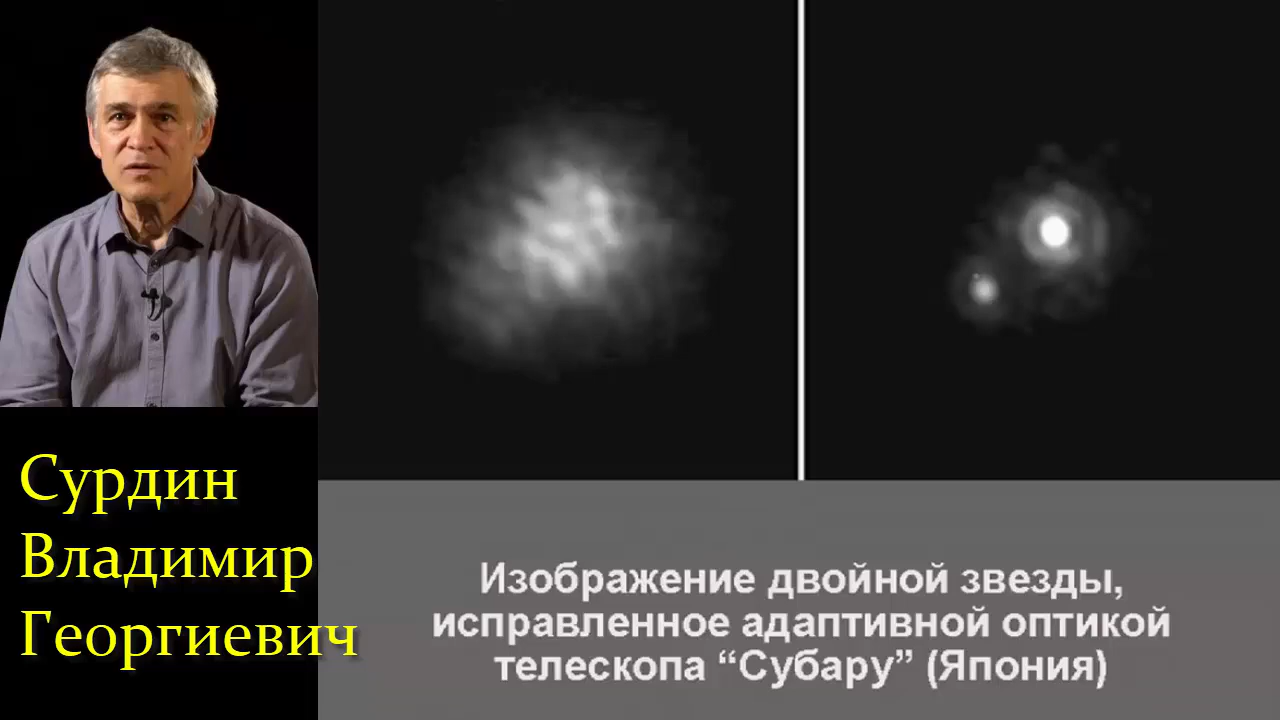 Сурдин
Владимир
Георгиевич
Изображение двойной звезды,
исправленное адаптивной оптикой
телескопа “Субару” (Япония)